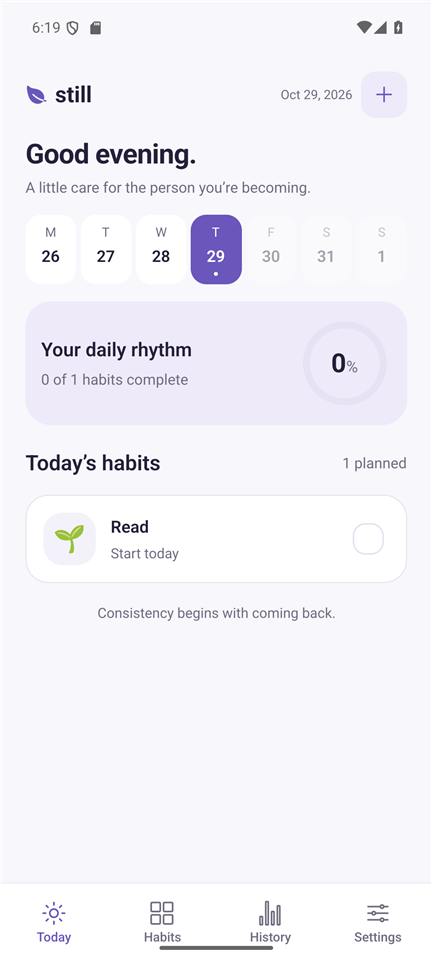 6:19
still
Oct 29, 2026
Good evening.
A little care for the person you’re becoming.
M T W T F S S
26 27 28 29 30 31 1
Your daily rhythm
0 of 1 habits complete
0%
Today’s habits
1 planned
Read
Start today
Consistency begins with coming back.
Today Habits History Settings